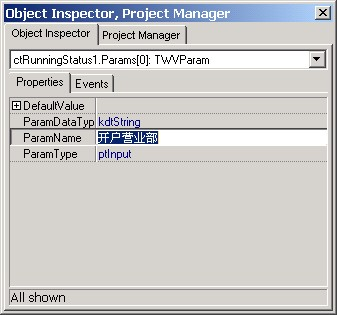 Object Inspector, Project Manager
Object Inspector Project Manager
ctRunningStatus1.Params[0]: TWVParam
Properties Events
DefaultValue
ParamDataTyp kdtString
ParamName 开户营业部
ParamType ptInput
All shown